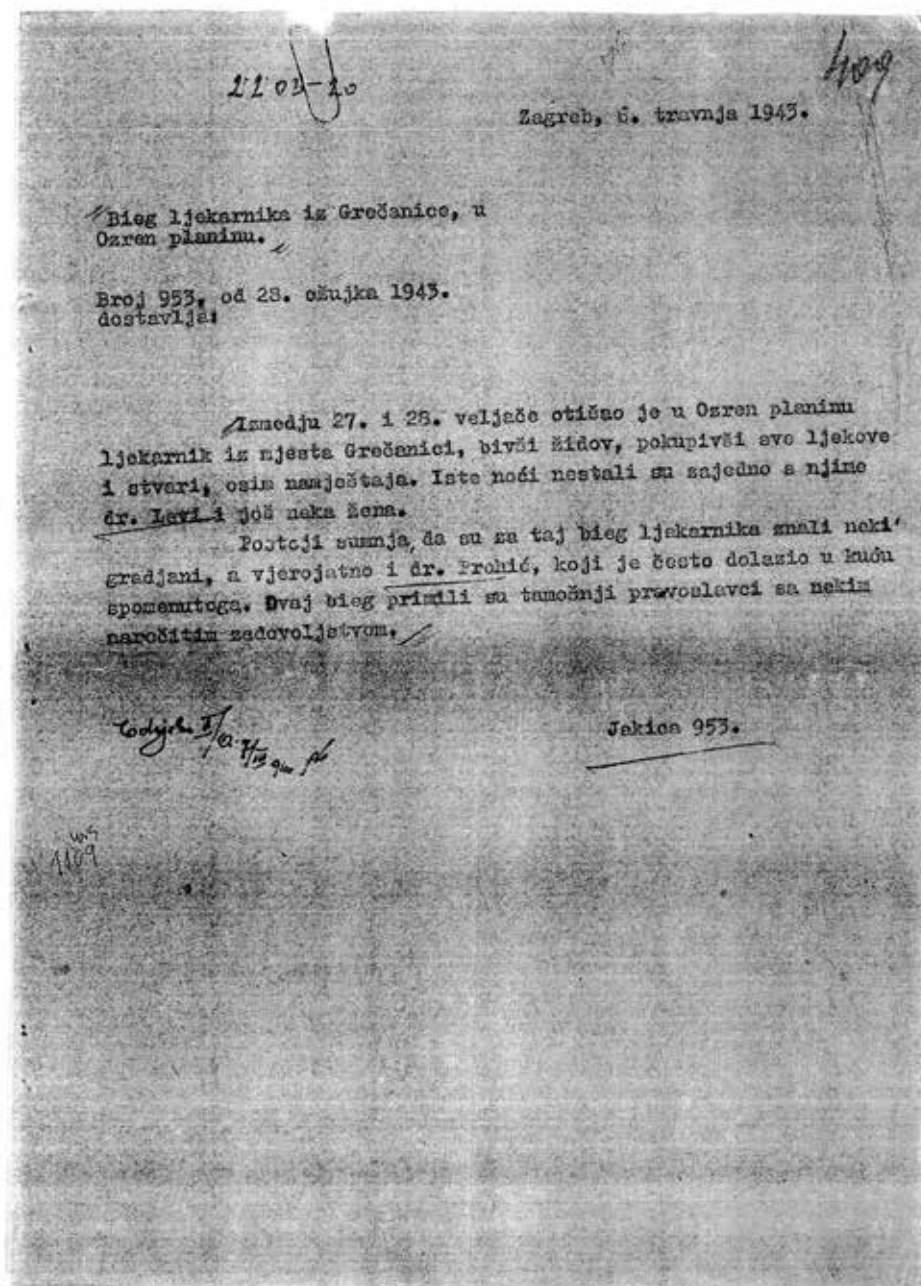 409
Zagreb, 6. travnja 1943.
Bieg ljekarnika iz Grečanice, u
Ozren planinu.
Broj 953, od 28. ožujka 1943.
dostavlja:
Izmedju 27. i 28. veljače otišao je u Ozren planinu
ljekarnik iz mjesta Grečanici, bivši židov, pokupivši sve ljekove
i stvari, osim namještaja. Iste noći nestali su zajedno s njime
dr. Levi i još neka žena.
Postoji sumnja, da su za taj bieg ljekarnika znali neki
gradjani, a vjerojatno i dr. Prohić, koji je često dolazio u kuću
spomenutoga. Ovaj bieg primili su tamošnji pravoslavci sa nekim
naročitim zadovoljstvom.
Jakica 953.
1109